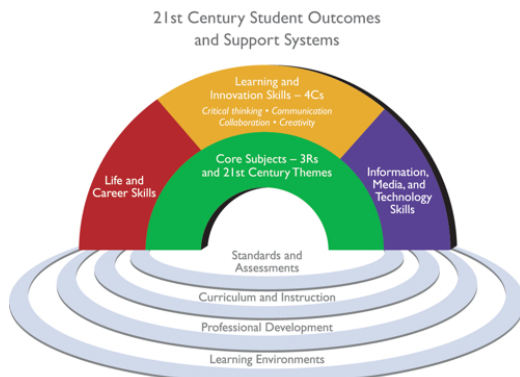 21st Century Student Outcomes
and Support Systems
Learning and
Innovation Skills – 4Cs
Critical thinking • Communication
Collaboration • Creativity
Core Subjects – 3Rs
and 21st Century Themes
Life and
Career Skills
Information,
Media, and
Technology
Skills
Standards and
Assessments
Curriculum and Instruction
Professional Development
Learning Environments